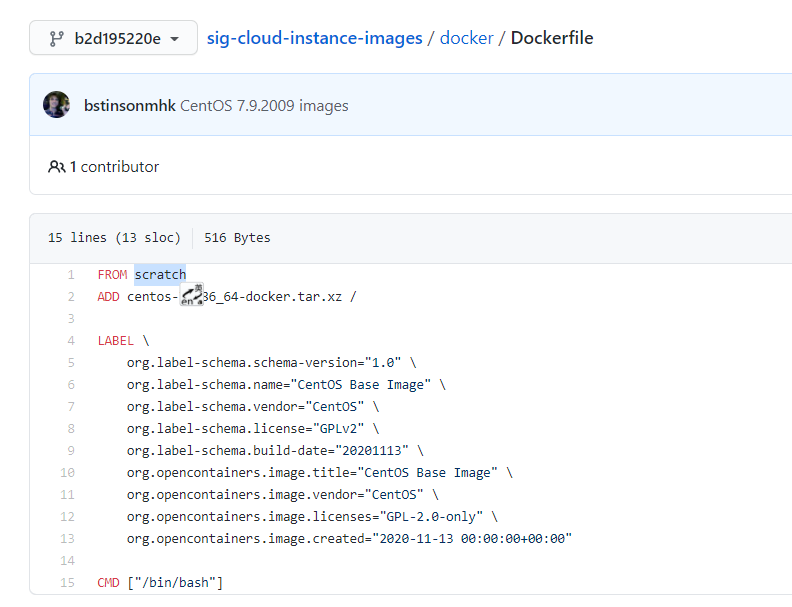 b2d195220e sig-cloud-instance-images / docker / Dockerfile
bstinsonmhk CentOS 7.9.2009 images
1 contributor
15 lines (13 sloc) 516 Bytes
1 FROM scratch
2 ADD centos- 36_64-docker.tar.xz /
3
4 LABEL \
5 org.label-schema.schema-version="1.0" \
6 org.label-schema.name="CentOS Base Image" \
7 org.label-schema.vendor="CentOS" \
8 org.label-schema.license="GPLv2" \
9 org.label-schema.build-date="20201113" \
10 org.opencontainers.image.title="CentOS Base Image" \
11 org.opencontainers.image.vendor="CentOS" \
12 org.opencontainers.image.licenses="GPL-2.0-only" \
13 org.opencontainers.image.created="2020-11-13 00:00:00+00:00"
14
15 CMD ["/bin/bash"]